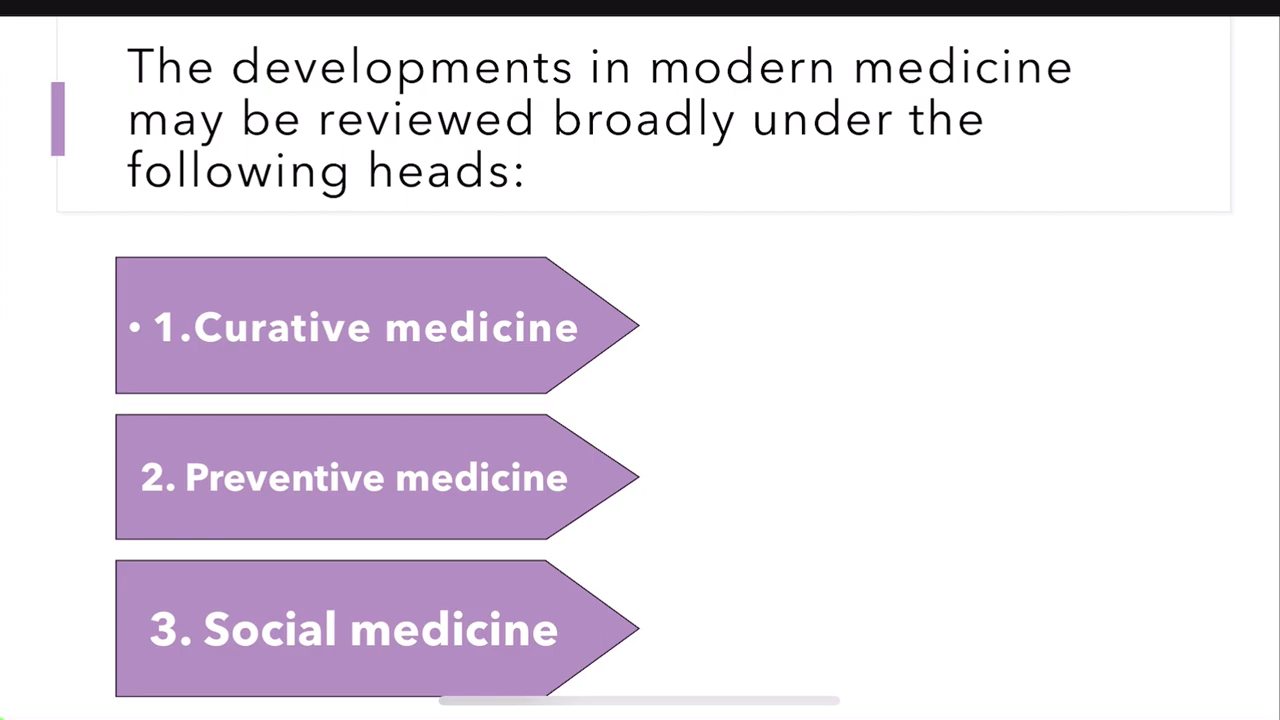 The developments in modern medicine
may be reviewed broadly under the
following heads:
• 1.Curative medicine
2. Preventive medicine
3. Social medicine